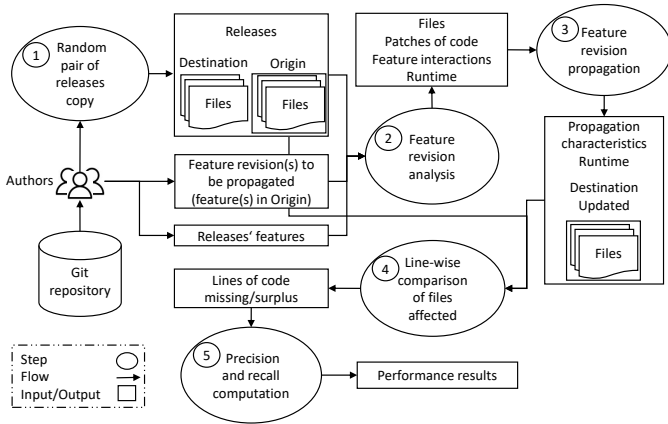 1
Random
pair of
releases
copy
Releases
Destination
Origin
Files
Files
Files
Patches of code
Feature interactions
Runtime
3
Feature
revision
propagation
2
Feature
revision
analysis
Authors
Feature revision(s) to
be propagated
(feature(s) in Origin)
Releases‘ features
Propagation
characteristics
Runtime
Destination
Updated
Files
Git
repository
Lines of code
missing/surplus
4
Line-wise
comparison
of files
affected
5
Precision
and recall
computation
Performance results
Step
Flow
Input/Output